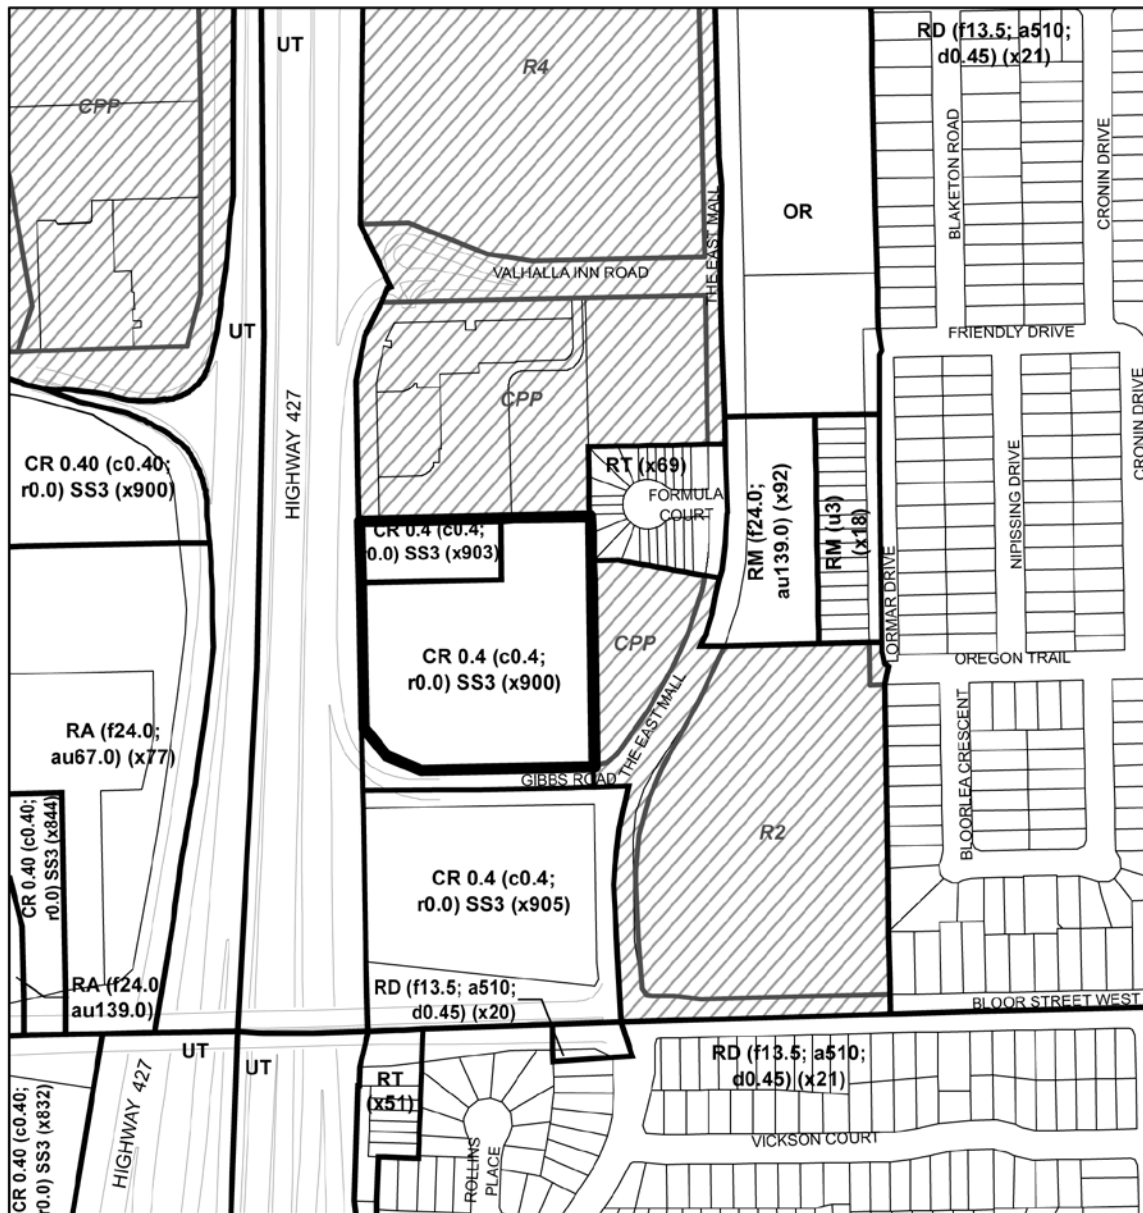 UT
R4
RD (f13.5; a510;
d0.45) (x21)
CPP
BLAKETON ROAD
CRONIN DRIVE
OR
THE EAST MALL
VALHALLA INN ROAD
UT
FRIENDLY DRIVE
HIGHWAY 427
CPP
CRONIN DRIVE
CR 0.40 (c0.40;
r0.0) SS3 (x900)
RT (x69)
FORMULA
COURT
RM (f24.0;
au139.0) (x92)
RM (u3)
(x18)
NIPISSING DRIVE
CR 0.4 (c0.4;
r0.0) SS3 (x903)
LORMAR DRIVE
CPP
OREGON TRAIL
CR 0.4 (c0.4;
r0.0) SS3 (x900)
THE EAST MALL
RA (f24.0;
au67.0) (x77)
BLOORLEA CRESCENT
GIBBS ROAD
R2
CR 0.40 (c0.40;
r0.0) SS3 (x844)
CR 0.4 (c0.4;
r0.0) SS3 (x905)
RA (f24.0
au139.0)
RD (f13.5; a510;
d0.45) (x20)
BLOOR STREET WEST
UT
UT
RD (f13.5; a510;
d0.45) (x21)
CR 0.40 (c0.40;
r0.0) SS3 (x832)
HIGHWAY 427
RT
(x51)
ROLLINS
PLACE
VICKSON COURT